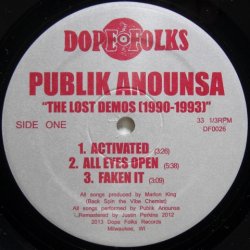 DOPE FOLKS
PUBLIK ANOUNSA
"THE LOST DEMOS (1990-1993)"
SIDE ONE
33 1/3RPM
DF0026
1. ACTIVATED (3:26)
2. ALL EYES OPEN (5:38)
3. FAKEN IT (3:09)
All songs produced by Marlon King
(Back Spin the Vibe Chemist)
All songs performed by Publik Anounsa
Remastered by Justin Perkins 2012
2013 Dope Folks Records
Milwaukee, WI